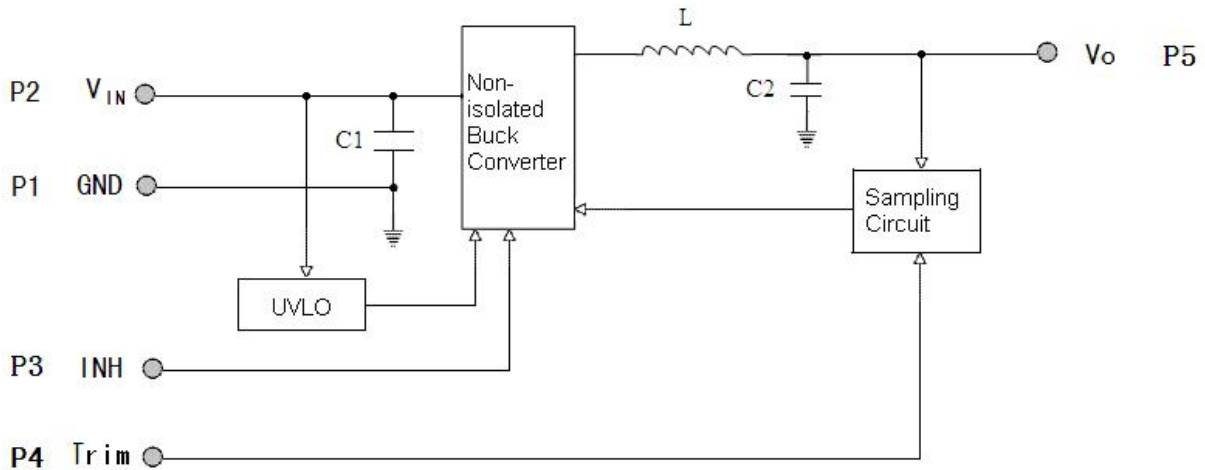 L
P2 VIN
Non-
isolated
Buck
Converter
C1
C2
Vo P5
P1 GND
Sampling
Circuit
UVLO
P3 INH
P4 Trim